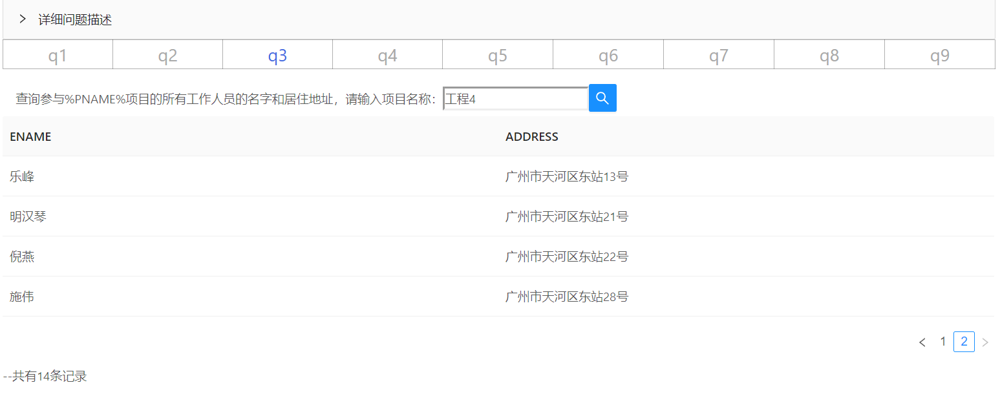 详细问题描述
q1 q2 q3 q4 q5 q6 q7 q8 q9
查询参与%PNAME%项目的所有工作人员的名字和居住地址，请输入项目名称： 工程4
ENAME ADDRESS
乐峰 广州市天河区东站13号
明汉琴 广州市天河区东站21号
倪燕 广州市天河区东站22号
施伟 广州市天河区东站28号
1 2
--共有14条记录